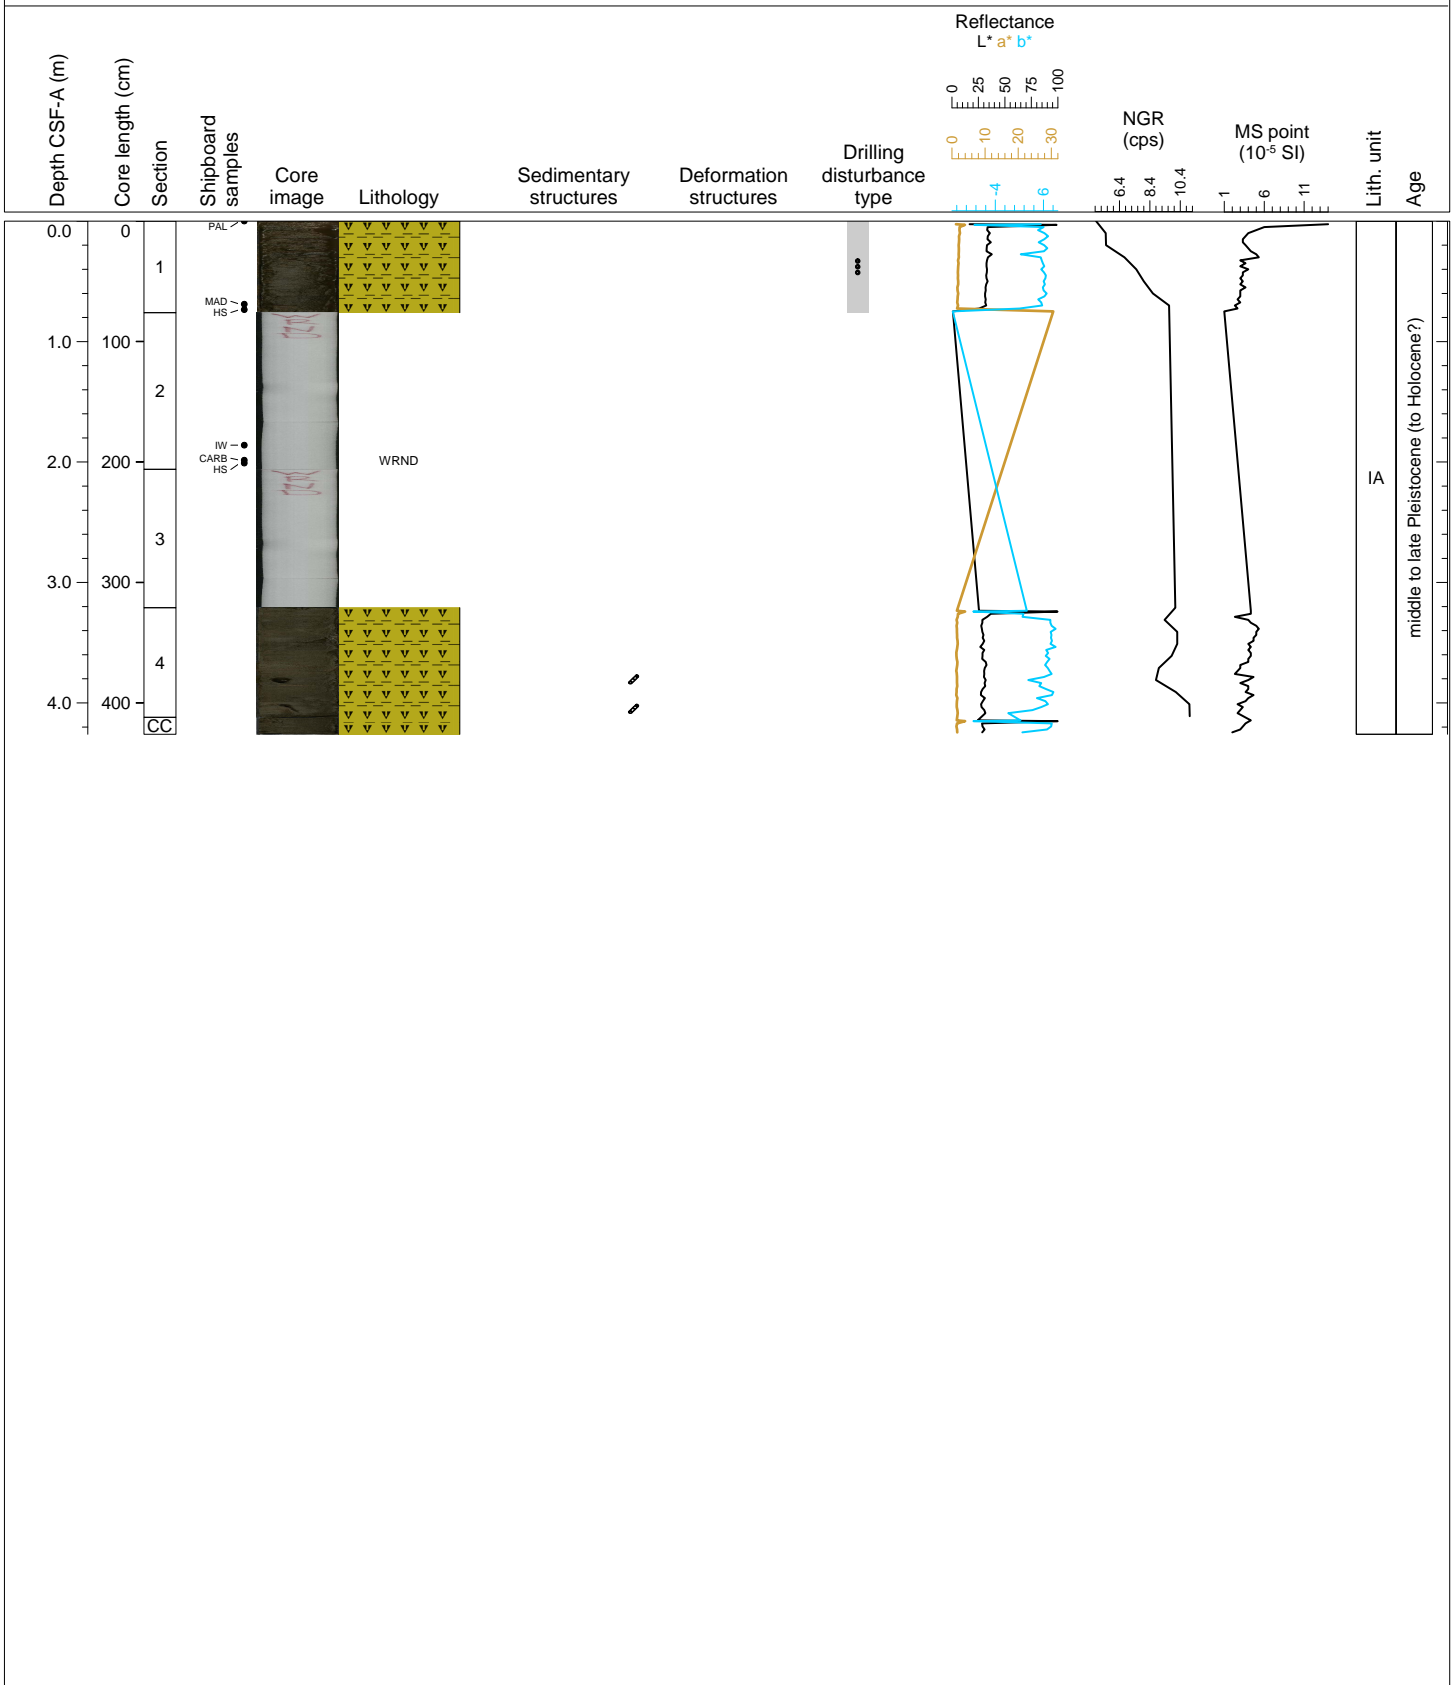 Depth CSF-A (m)
Core length (cm)
Section
Shipboard
samples
Core
image
Lithology
Sedimentary
structures
Deformation
structures
Drilling
disturbance
type
Reflectance
L* a* b*
0 25 50 75 100
0 10 20 30
-4 6
NGR
(cps)
6.4 8.4 10.4
MS point
(10⁻⁵ SI)
1 6 11
Lith. unit
Age
0.0 0
PAL
1
MAD
HS
1.0 100
2
IW
CARB
HS
2.0 200
WRND
3
3.0 300
4
4.0 400
CC
IA
middle to late Pleistocene (to Holocene?)